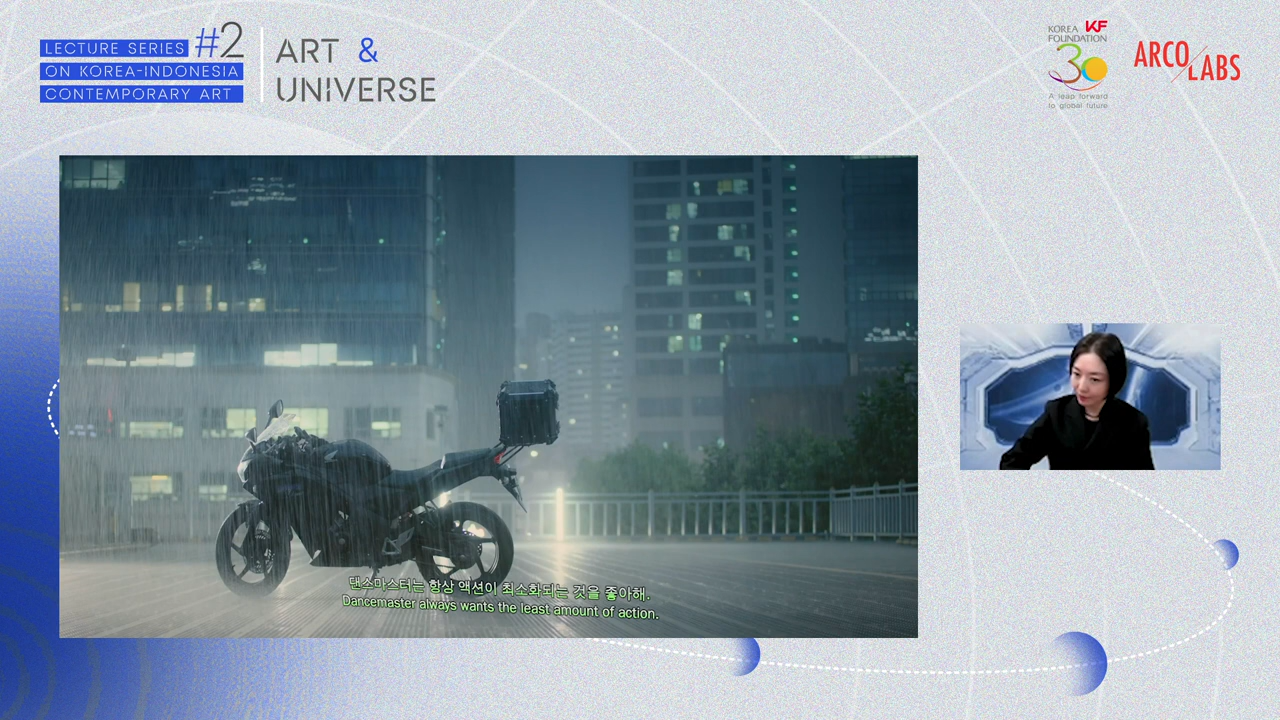 LECTURE SERIES #2
ON KOREA-INDONESIA
CONTEMPORARY ART
ART &
UNIVERSE
KOREA KF
FOUNDATION
30
A leap forward
to global future
ARCO
LABS
댄스마스터는 항상 액션이 최소화되는 것을 좋아해.
Dancemaster always wants the least amount of action.